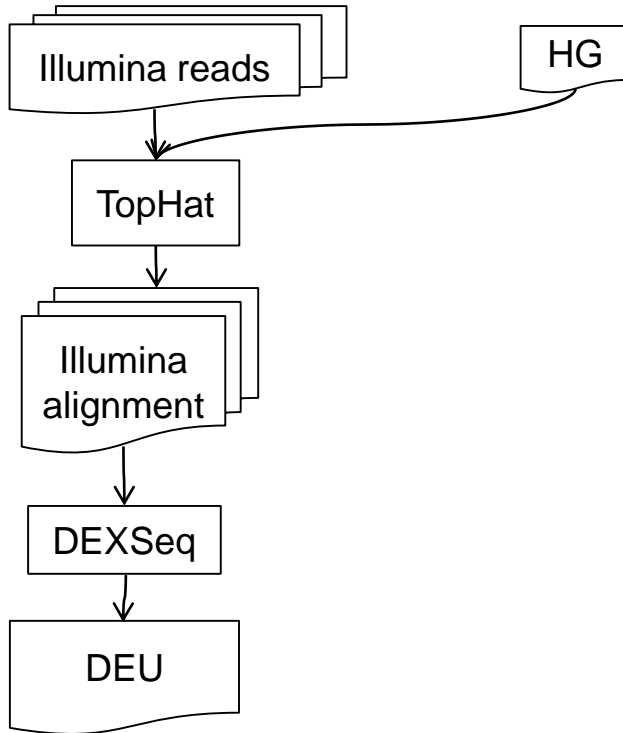 Illumina reads
HG
TopHat
Illumina
alignment
DEXSeq
DEU